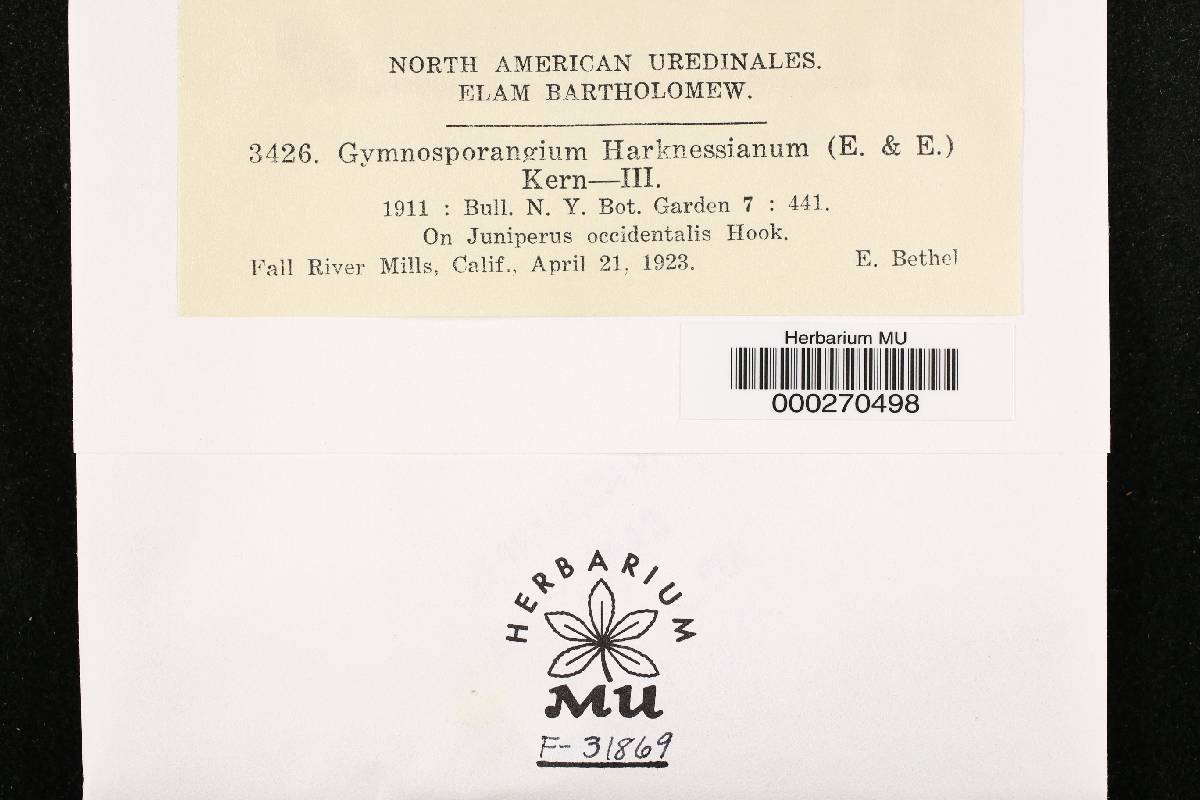 NORTH AMERICAN UREDINALES.
ELAM BARTHOLOMEW.
3426. Gymnosporangium Harknessianum (E. & E.)
Kern—III.
1911 : Bull. N. Y. Bot. Garden 7 : 441.
On Juniperus occidentalis Hook.
Fall River Mills, Calif., April 21, 1923. E. Bethel
Herbarium MU
000270498
HERBARIUM
MU
F-31869